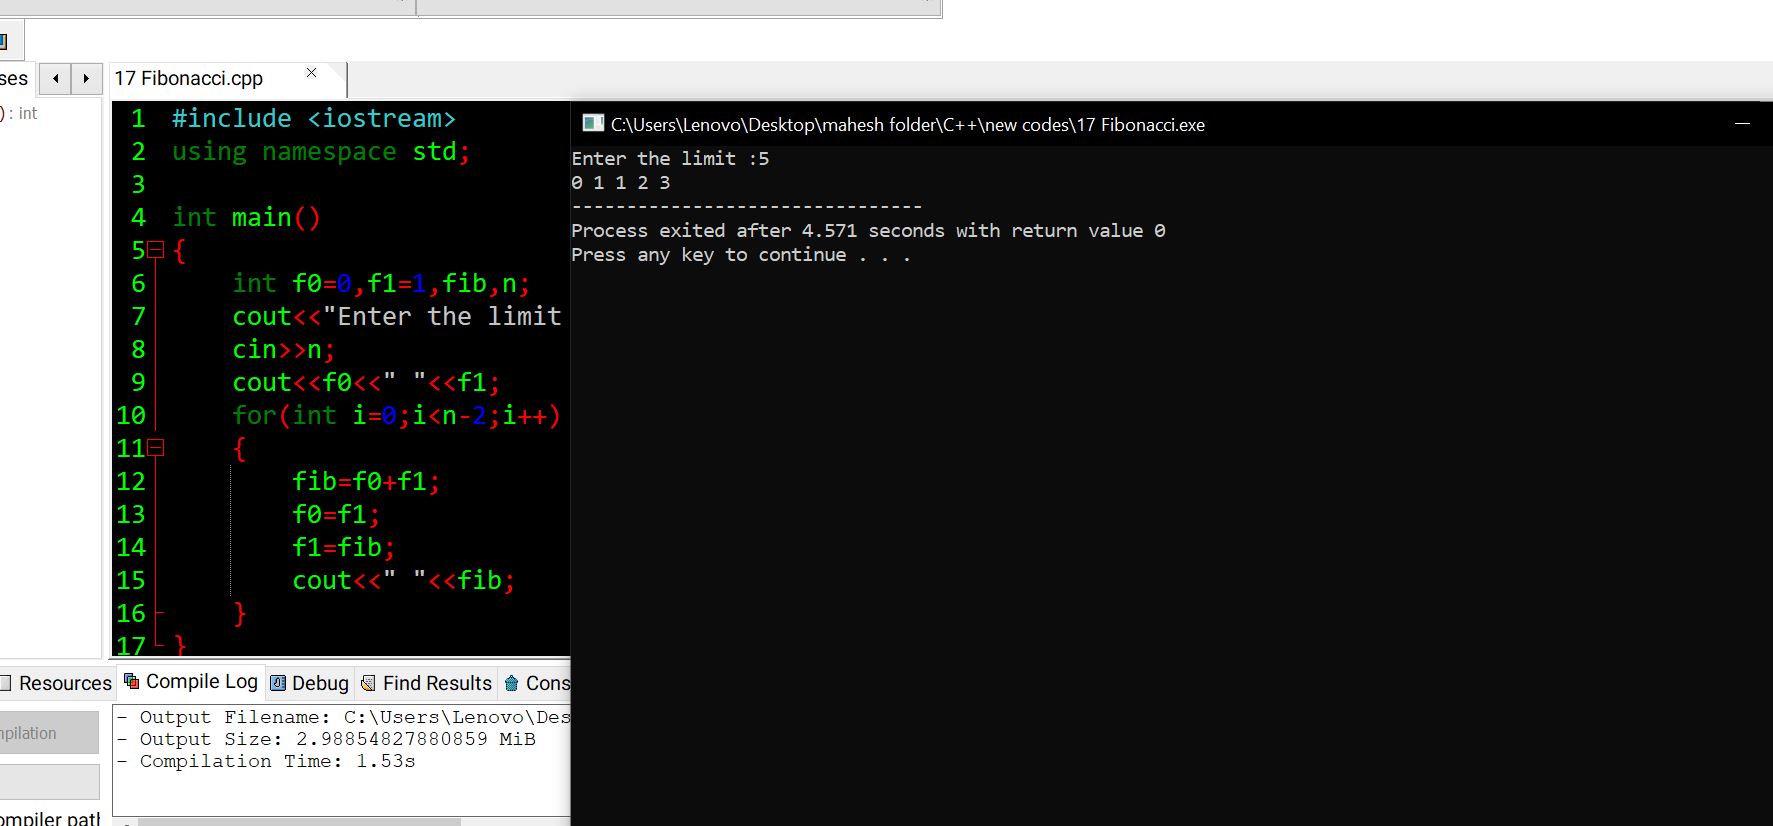 17 Fibonacci.cpp
: int
1 #include <iostream>
2 using namespace std;
3
4 int main()
5 {
6 int f0=0,f1=1,fib,n;
7 cout<<"Enter the limit
8 cin>>n;
9 cout<<f0<<" "<<f1;
10 for(int i=0;i<n-2;i++)
11 {
12 fib=f0+f1;
13 f0=f1;
14 f1=fib;
15 cout<<" "<<fib;
16 }
17 }
C:\Users\Lenovo\Desktop\mahesh folder\C++\new codes\17 Fibonacci.exe
Enter the limit :5
0 1 1 2 3
--------------------------------
Process exited after 4.571 seconds with return value 0
Press any key to continue . . .
Resources Compile Log Debug Find Results
- Output Filename: C:\Users\Lenovo\Des
- Output Size: 2.98854827880859 MiB
- Compilation Time: 1.53s